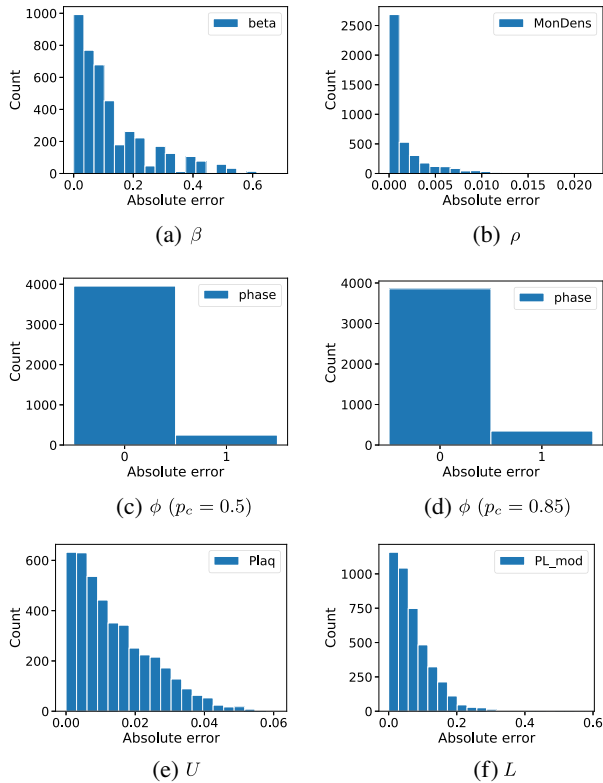 beta
Count
1000
800
600
400
200
0
0.0 0.2 0.4 0.6
Absolute error
(a) β
MonDens
Count
2500
2000
1500
1000
500
0
0.000 0.005 0.010 0.015 0.020
Absolute error
(b) ρ
phase
Count
4000
3000
2000
1000
0
0 1
Absolute error
(c) ϕ (p_c = 0.5)
phase
Count
4000
3000
2000
1000
0
0 1
Absolute error
(d) ϕ (p_c = 0.85)
Plaq
Count
600
400
200
0
0.00 0.02 0.04 0.06
Absolute error
(e) U
PL_mod
Count
1000
750
500
250
0
0.0 0.2 0.4 0.6
Absolute error
(f) L